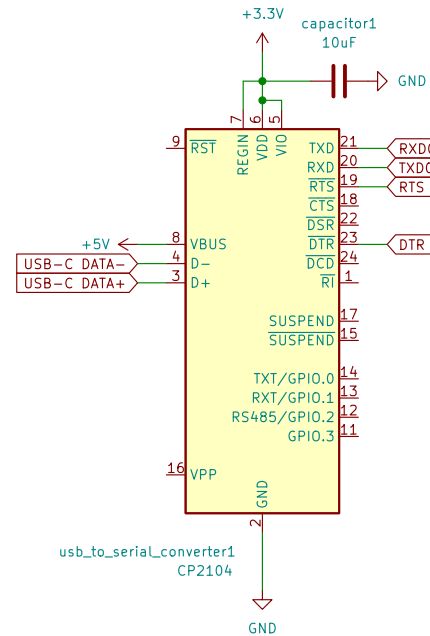 +3.3V
capacitor1
10uF
GND
7
6
5
REGIN
VDD
VIO
9 RST
TXD 21 RXD0
RXD 20 TXD0
RTS 19 RTS
CTS 18
DSR 22
+5V 8 VBUS DTR 23 DTR
USB-C DATA- 4 D- DCD 24
USB-C DATA+ 3 D+ RI 1
SUSPEND 17
SUSPEND 15
TXT/GPIO.0 14
RXT/GPIO.1 13
RS485/GPIO.2 12
GPIO.3 11
16 VPP
GND
2
usb_to_serial_converter1
CP2104
GND